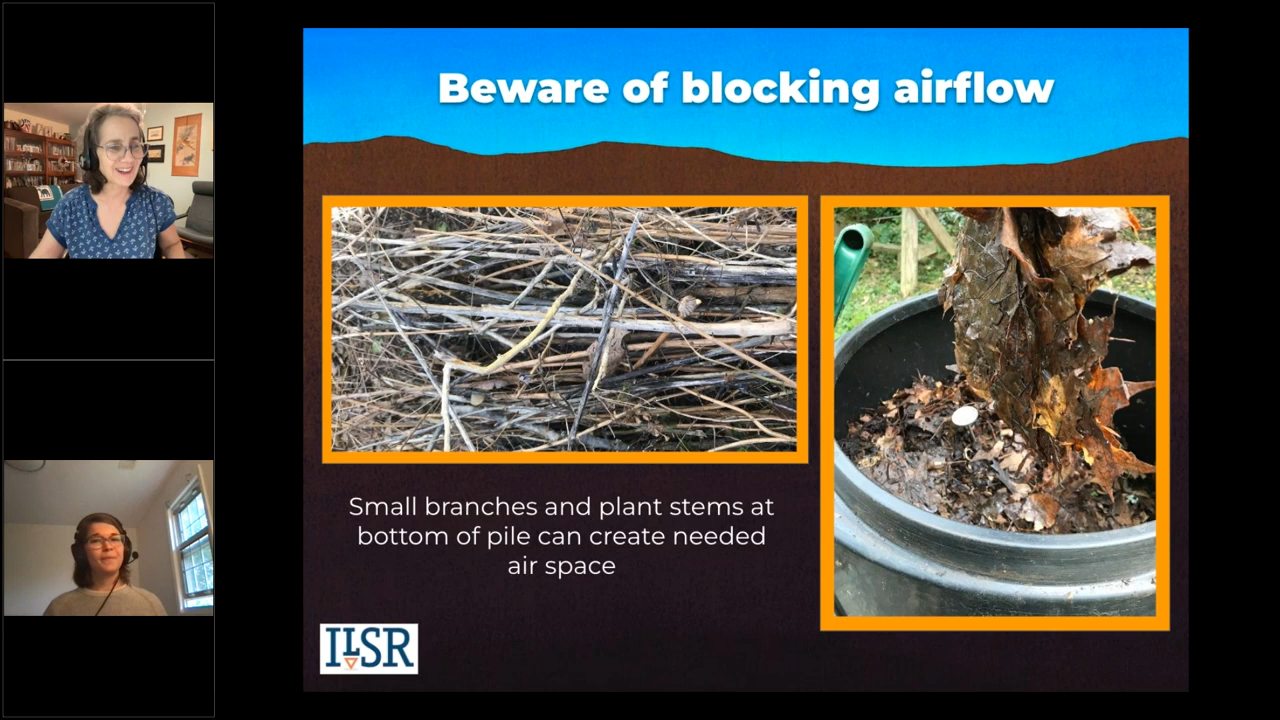 Beware of blocking airflow
Small branches and plant stems at
bottom of pile can create needed
air space
ILSR